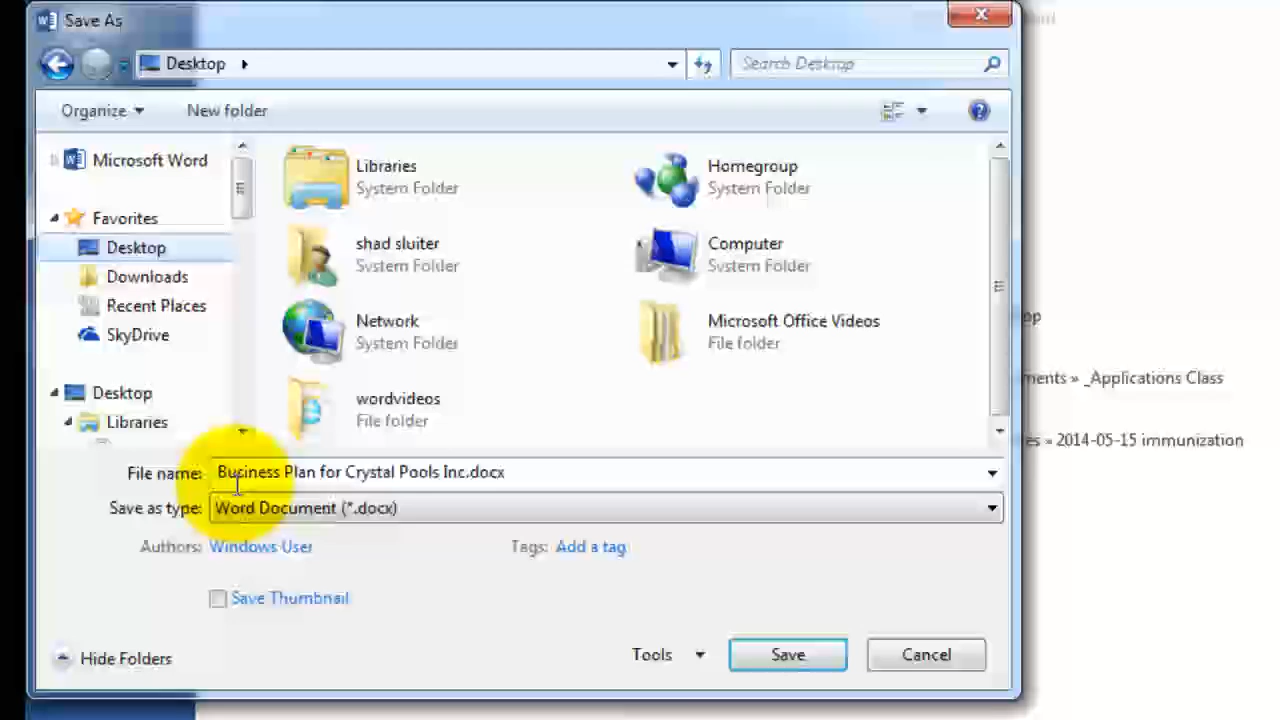 Save As
Desktop
Search Desktop
Organize
New folder
Microsoft Word
Favorites
Desktop
Downloads
Recent Places
SkyDrive
Desktop
Libraries
Libraries
System Folder
Homegroup
System Folder
shad sluiter
System Folder
Computer
System Folder
Network
System Folder
Microsoft Office Videos
File folder
wordvideos
File folder
ments » _Applications Class
es » 2014-05-15 immunization
File name: Business Plan for Crystal Pools Inc.docx
Save as type: Word Document (*.docx)
Authors: Windows User
Tags: Add a tag
Save Thumbnail
Hide Folders
Tools
Save
Cancel